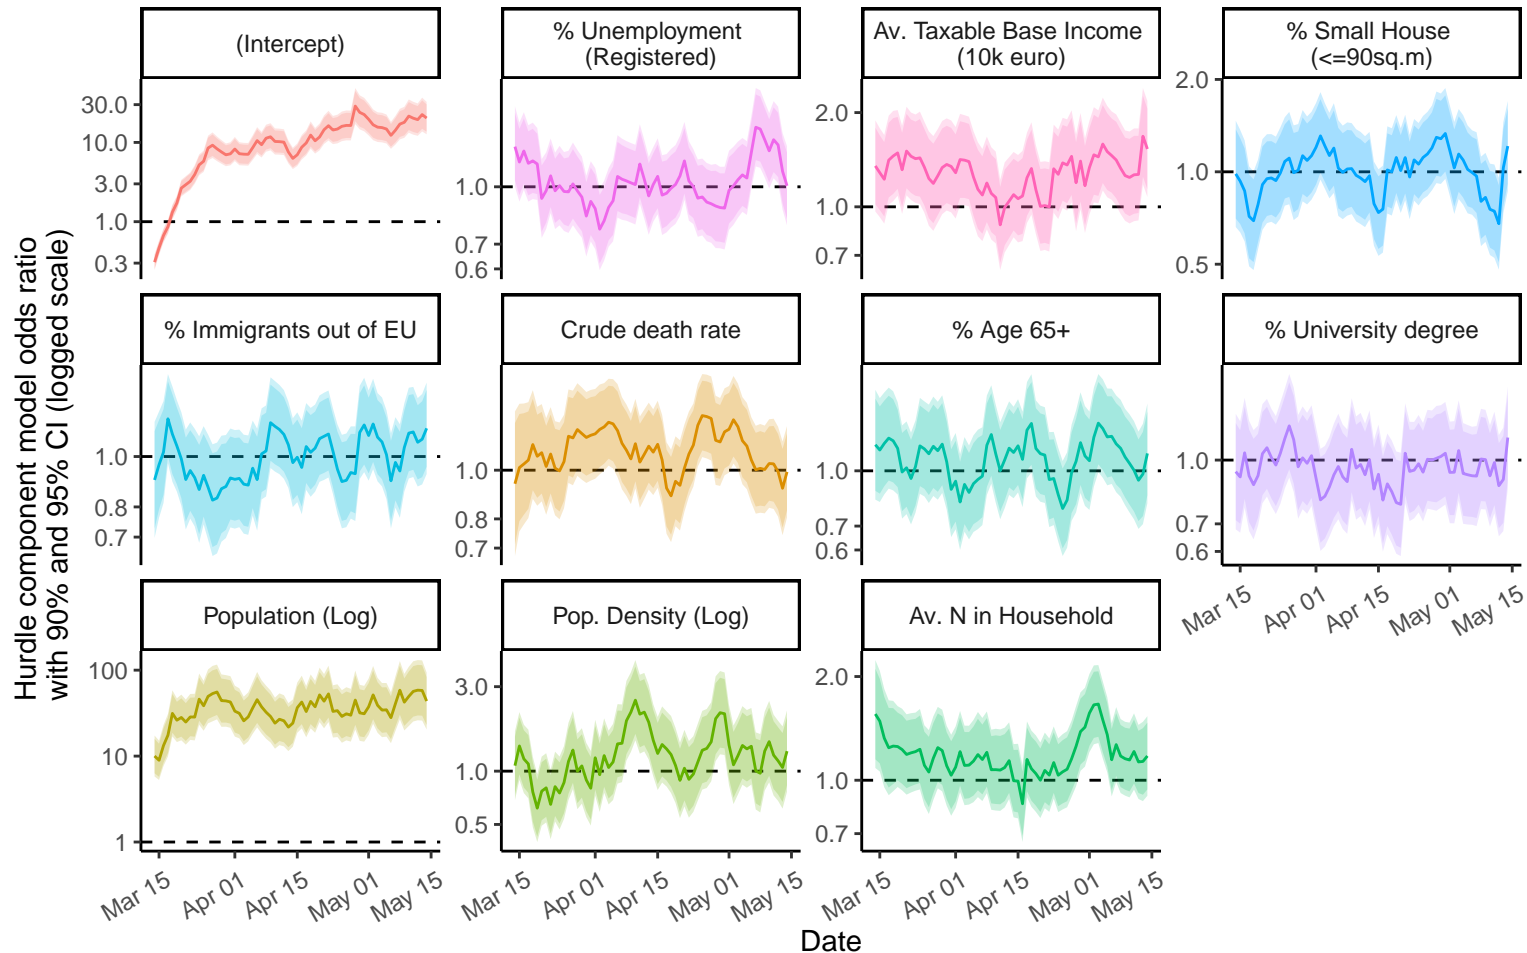 (Intercept)
% Unemployment
(Registered)
Av. Taxable Base Income
(10k euro)
% Small House
(<=90sq.m)
30.0
10.0
3.0
1.0
0.3
1.0
0.7
0.6
2.0
1.0
0.7
2.0
1.0
0.5
Hurdle component model odds ratio
with 90% and 95% CI (logged scale)
% Immigrants out of EU
Crude death rate
% Age 65+
% University degree
1.0
0.8
0.7
1.0
0.8
0.7
1.0
0.7
0.6
1.0
0.7
0.6
Mar 15
Apr 01
Apr 15
May 01
May 15
Population (Log)
Pop. Density (Log)
Av. N in Household
100
10
1
3.0
1.0
0.5
2.0
1.0
0.7
Mar 15
Apr 01
Apr 15
May 01
May 15
Mar 15
Apr 01
Apr 15
May 01
May 15
Mar 15
Apr 01
Apr 15
May 01
May 15
Date